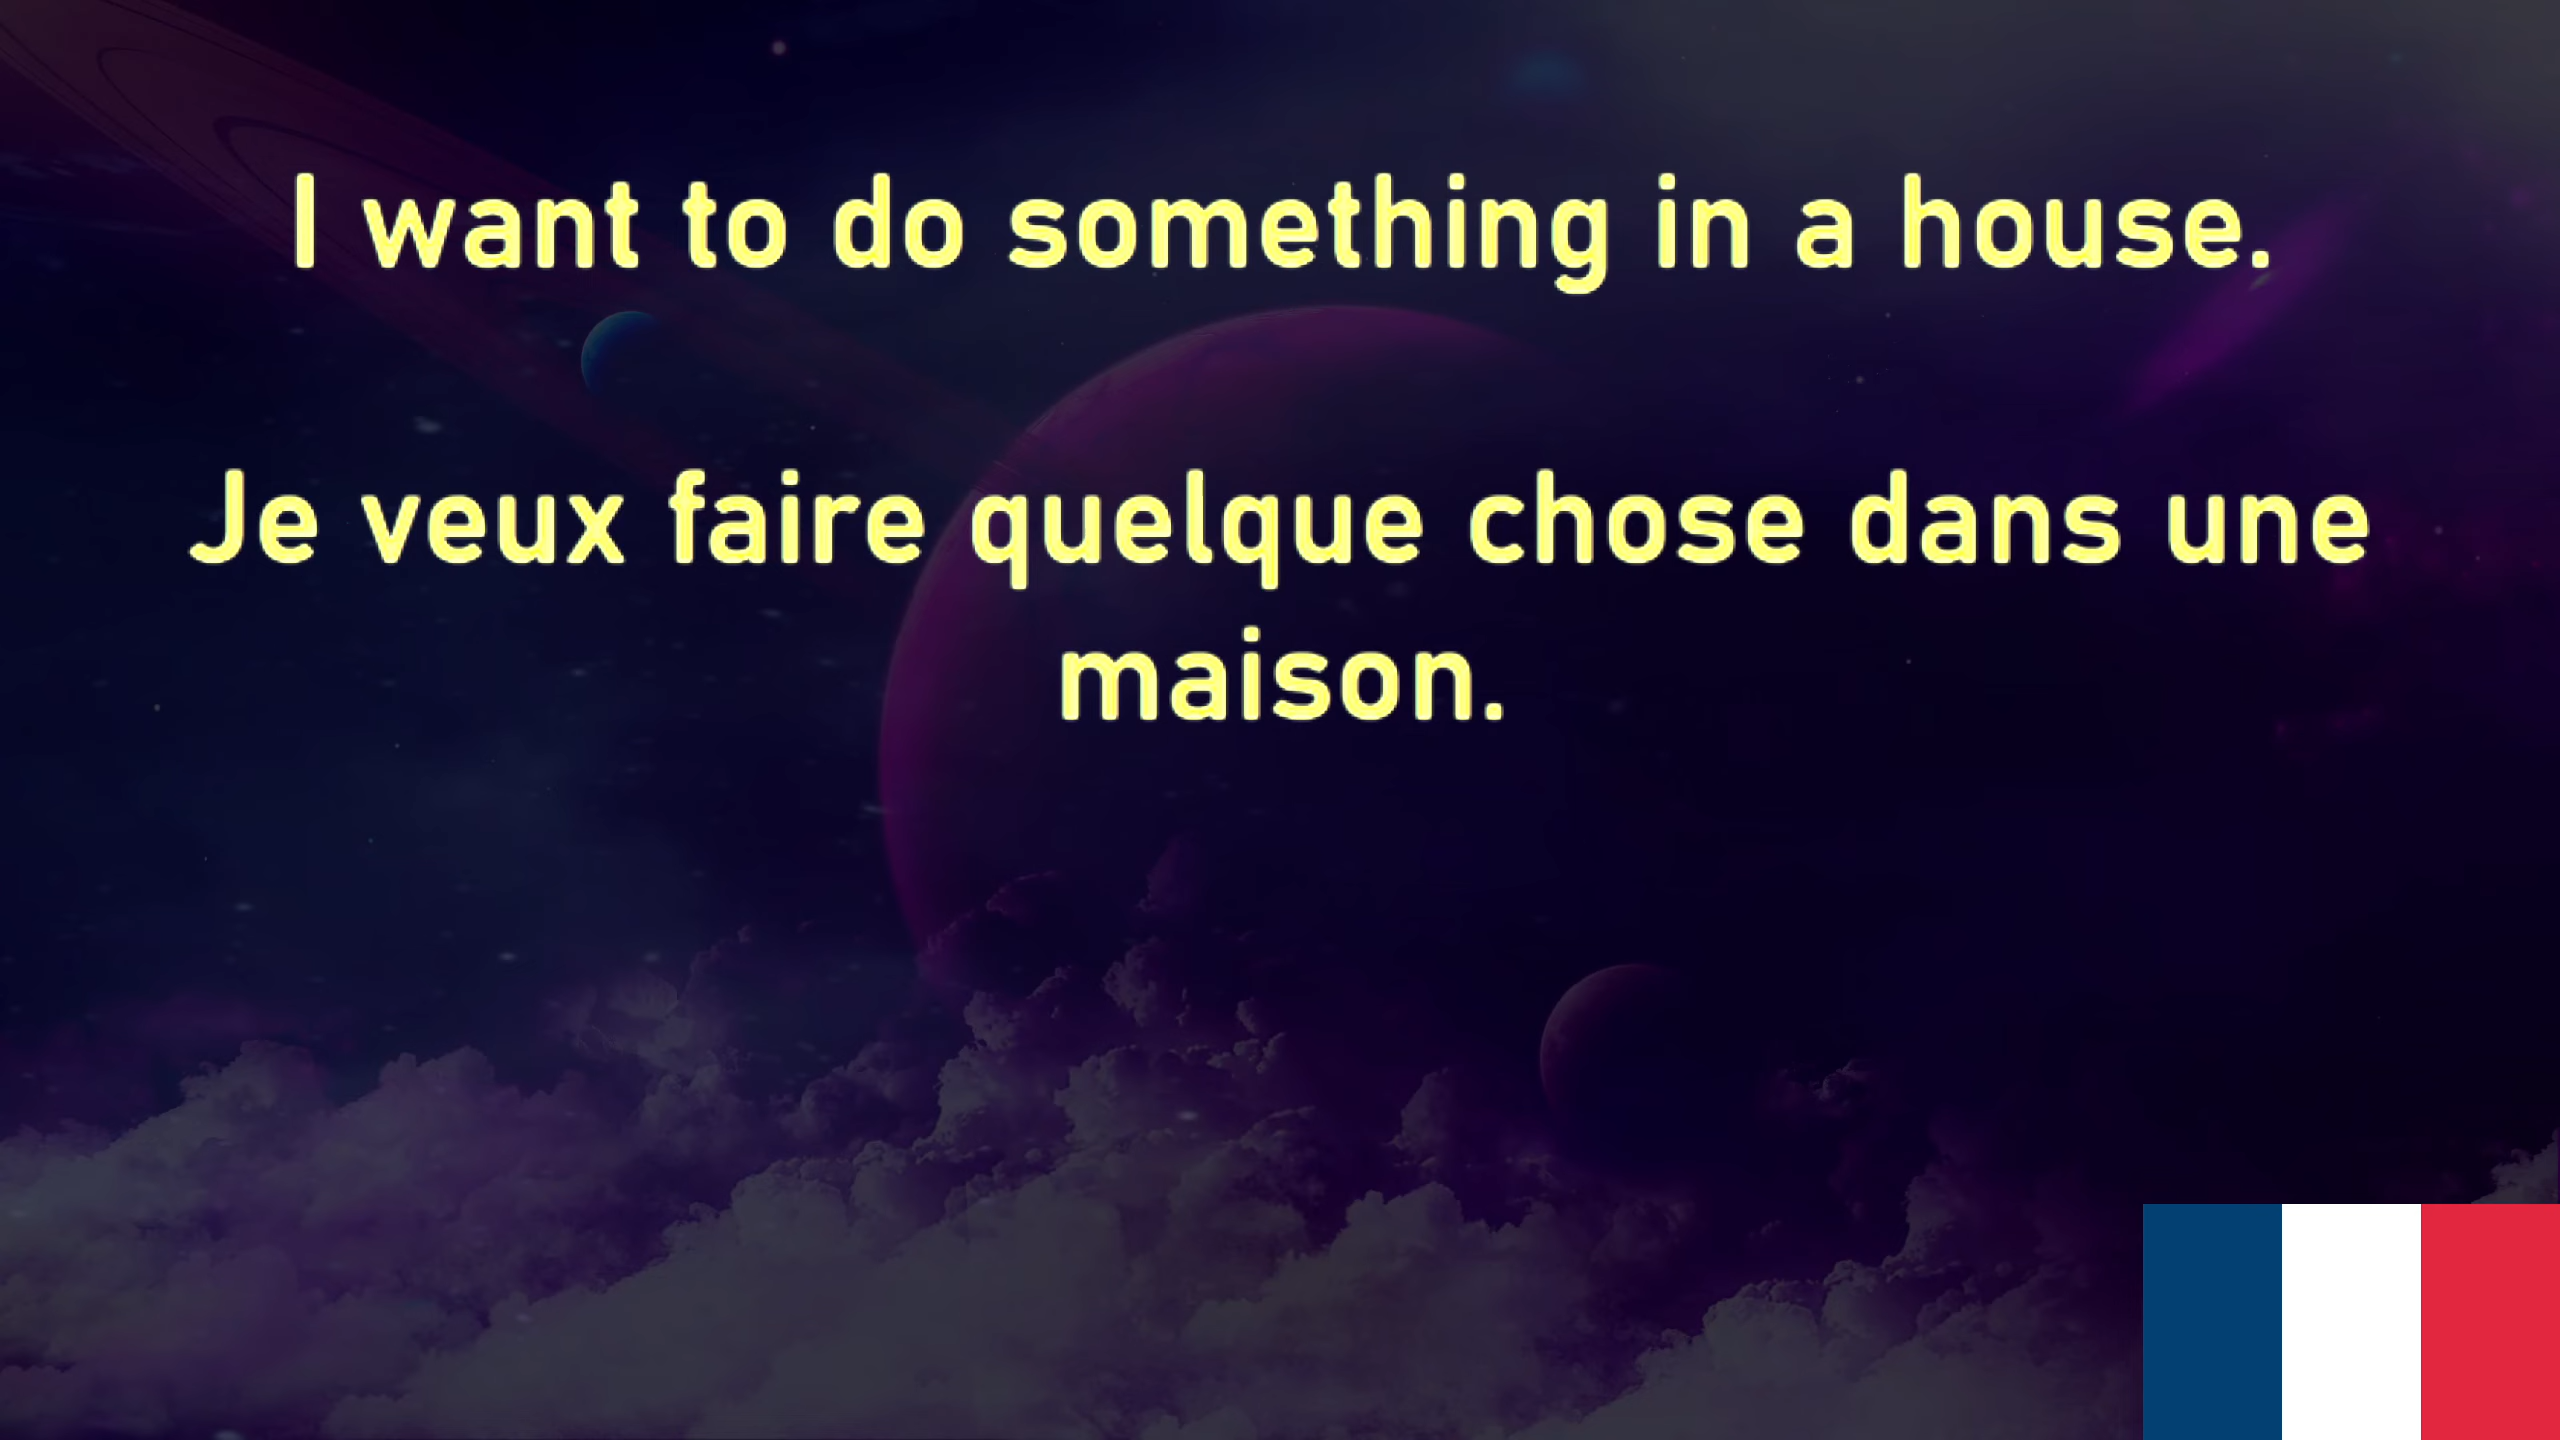 I want to do something in a house.
Je veux faire quelque chose dans une
maison.